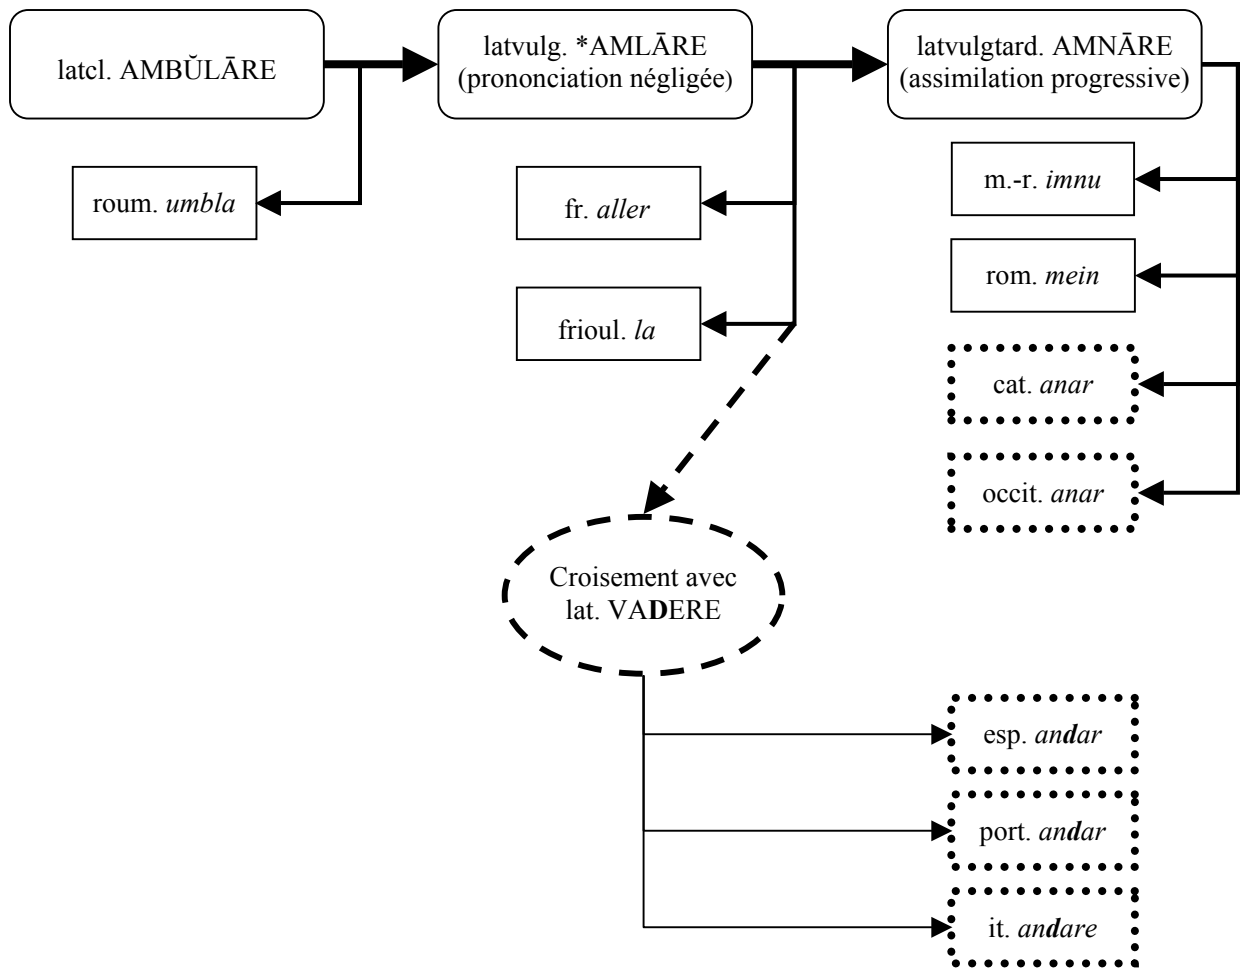 latcl. AMBŬLĀRE
latvulg. *AMLĀRE
(prononciation négligée)
latvulgtard. AMNĀRE
(assimilation progressive)
roum. umbla
fr. aller
frioul. la
m.-r. imnu
rom. mein
cat. anar
occit. anar
Croisement avec
lat. VADERE
esp. andar
port. andar
it. andare